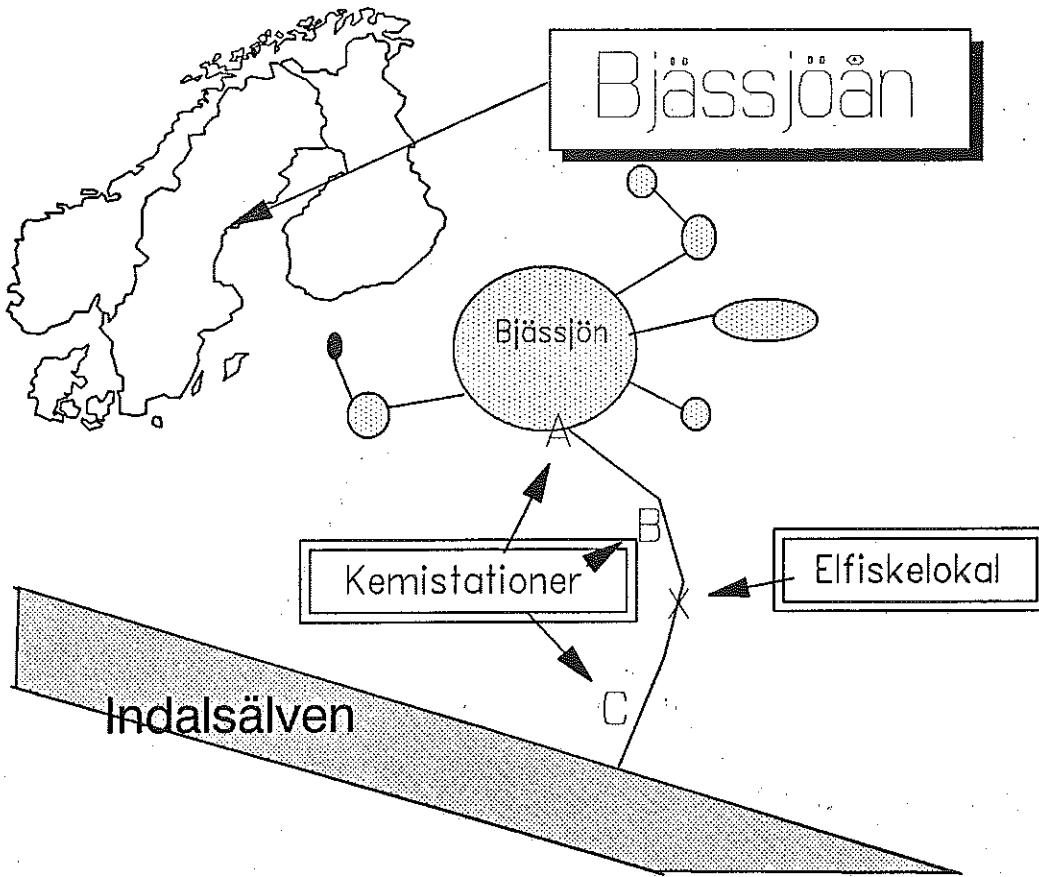 Bjässjöån
Bjässjön
A
B
Kemistationer
Elfiskelokal
X
C
Indalsälven